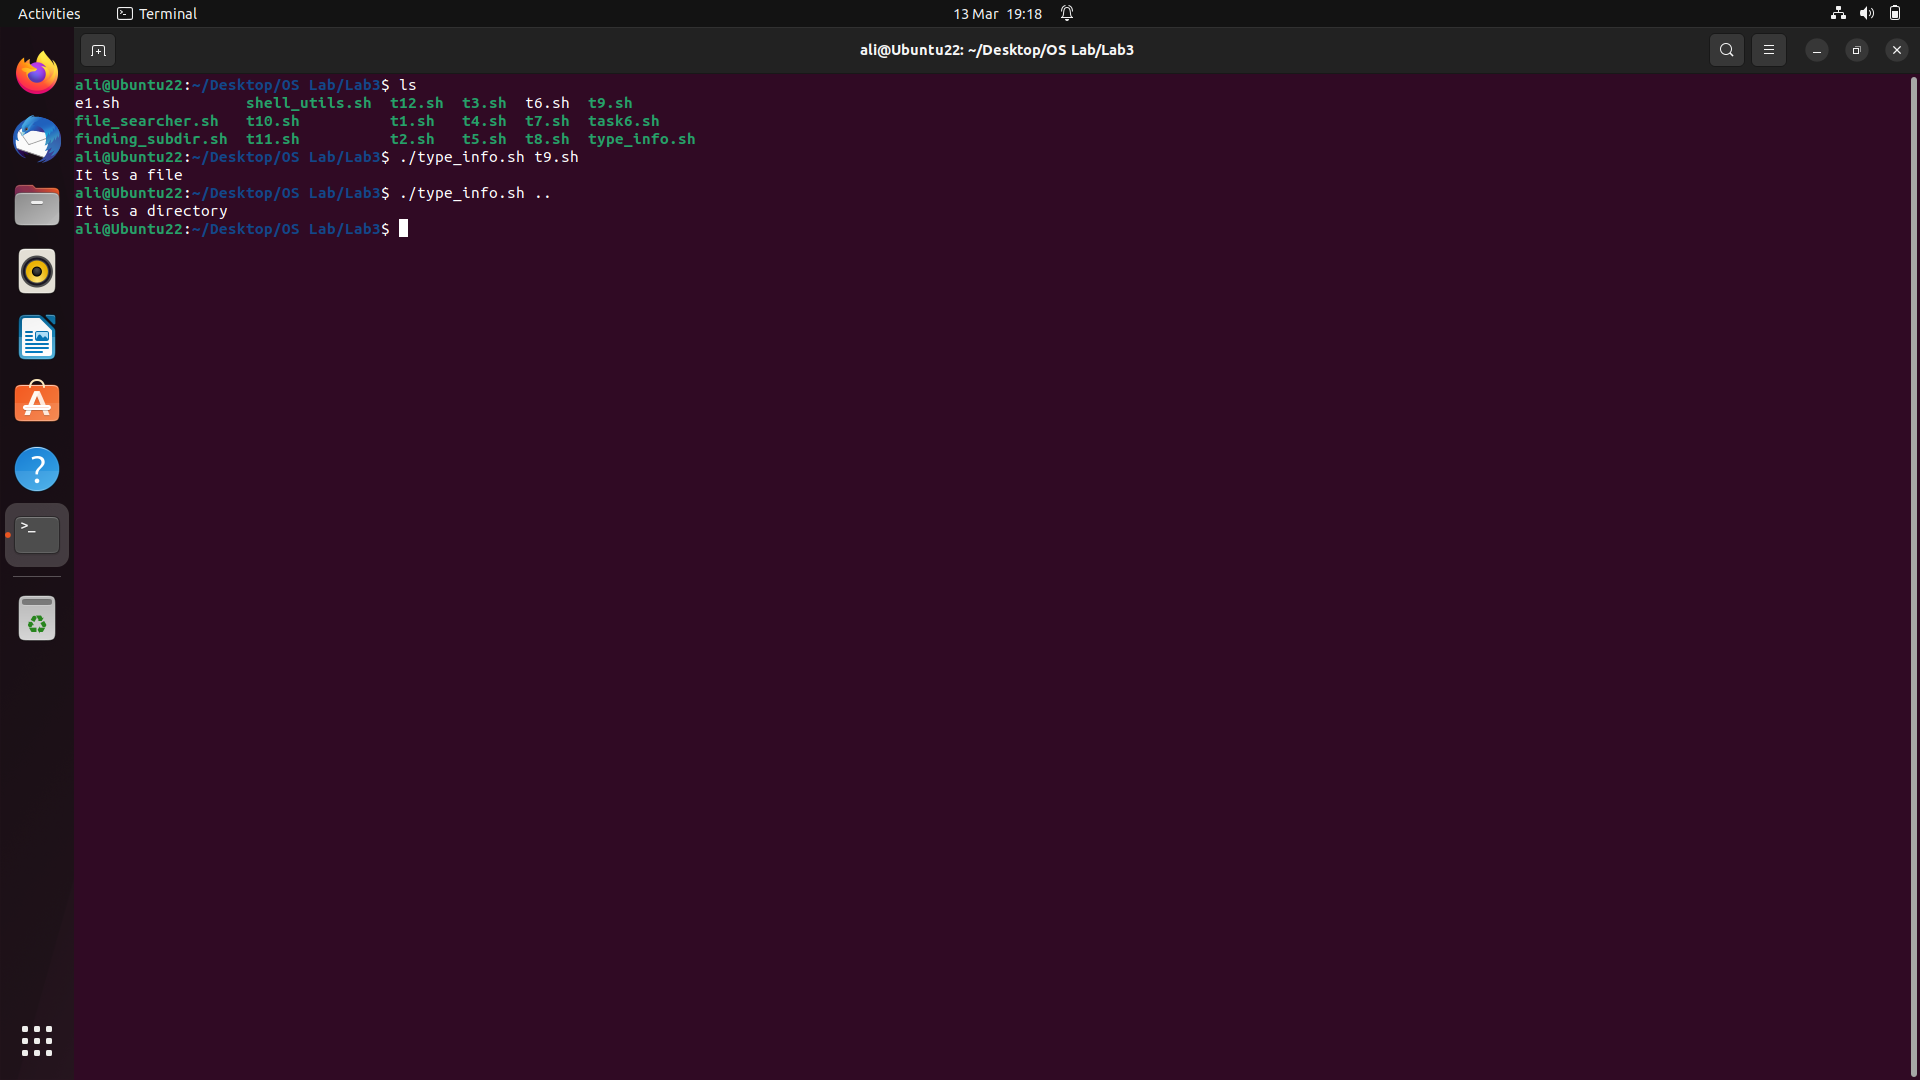 Activities Terminal 13 Mar 19:18
ali@Ubuntu22: ~/Desktop/OS Lab/Lab3
ali@Ubuntu22:~/Desktop/OS Lab/Lab3$ ls
e1.sh shell_utils.sh t12.sh t3.sh t6.sh t9.sh
file_searcher.sh t10.sh t1.sh t4.sh t7.sh task6.sh
finding_subdir.sh t11.sh t2.sh t5.sh t8.sh type_info.sh
ali@Ubuntu22:~/Desktop/OS Lab/Lab3$ ./type_info.sh t9.sh
It is a file
ali@Ubuntu22:~/Desktop/OS Lab/Lab3$ ./type_info.sh ..
It is a directory
ali@Ubuntu22:~/Desktop/OS Lab/Lab3$